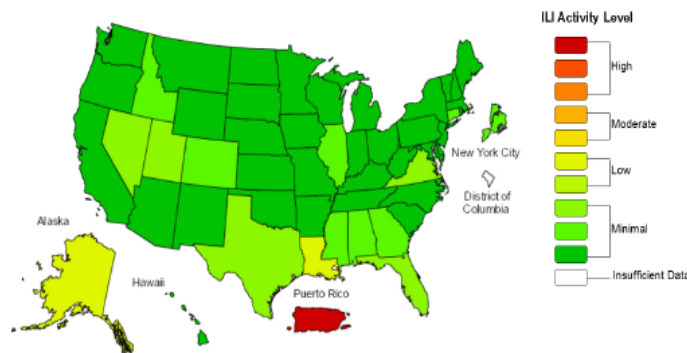 ILI Activity Level
High
Moderate
Low
Minimal
Insufficient Data
New York City
District of
Columbia
Alaska
Hawaii
Puerto Rico